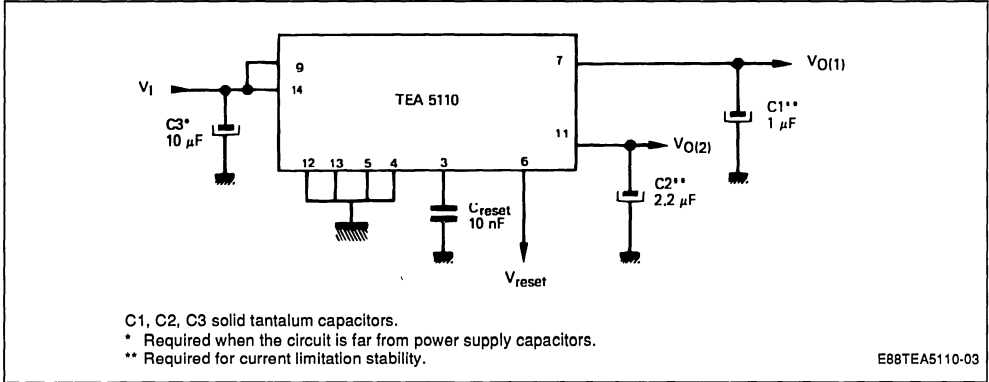 9
7
V_O(1)
V_I
14
TEA 5110
C1**
1 µF
C3*
10 µF
11
V_O(2)
12 13 5 4 3 6
C2**
2.2 µF
C_reset
10 nF
V_reset
C1, C2, C3 solid tantalum capacitors.
* Required when the circuit is far from power supply capacitors.
** Required for current limitation stability.
E88TEA5110-03